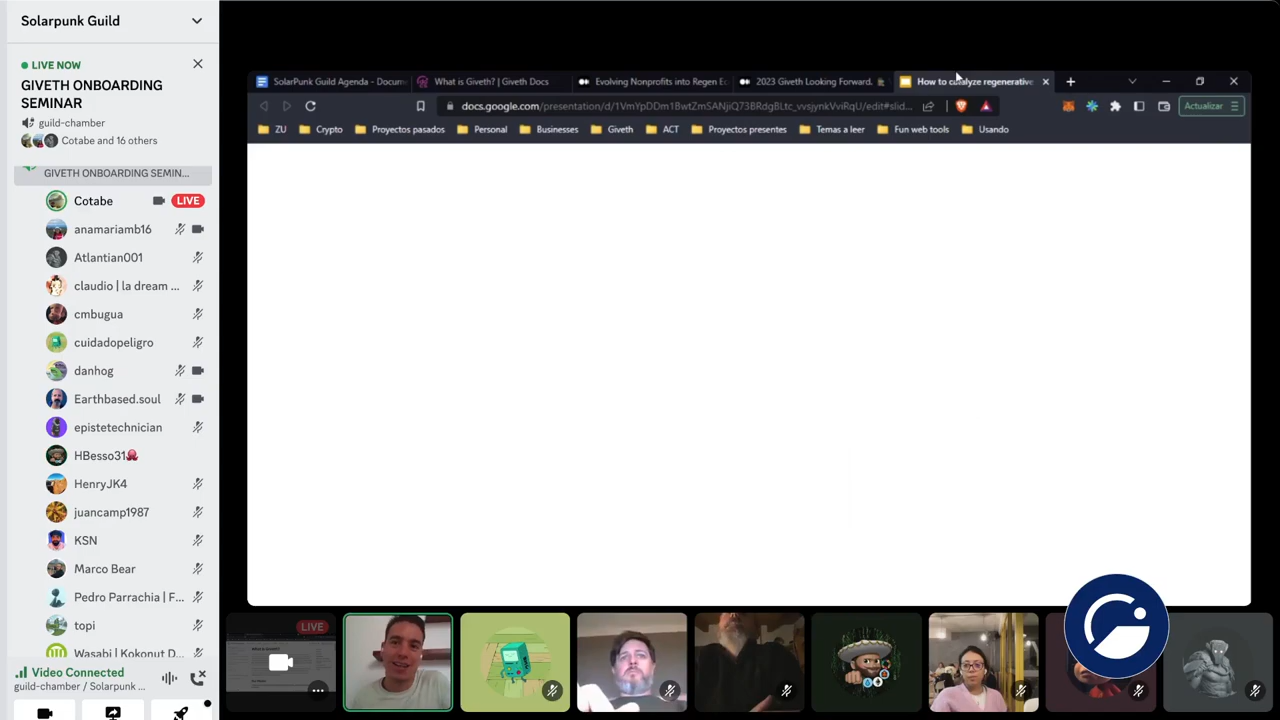 Solarpunk Guild
LIVE NOW
GIVETH ONBOARDING
SEMINAR
guild-chamber
Cotabe and 16 others
GIVETH ONBOARDING SEMIN...
Cotabe
LIVE
anamariamb16
Atlantian001
claudio | la dream ...
cmbugua
cuidadopeligro
danhog
Earthbased.soul
epistetechnician
HBesso31
HenryJK4
juancamp1987
KSN
Marco Bear
Pedro Parrachia | F...
topi
Wasabi | Kokonut D...
Video Connected
guild-chamber / Solarpunk ...
SolarPunk Guild Agenda - Docum
What is Giveth? | Giveth Docs
Evolving Nonprofits into Regen Ec
2023 Giveth Looking Forward.
How to catalyze regenerative
docs.google.com/presentation/d/
Actualizar
ZU
Crypto
Proyectos pasados
Personal
Businesses
Giveth
ACT
Proyectos presentes
Temas a leer
Fun web tools
Usando
LIVE